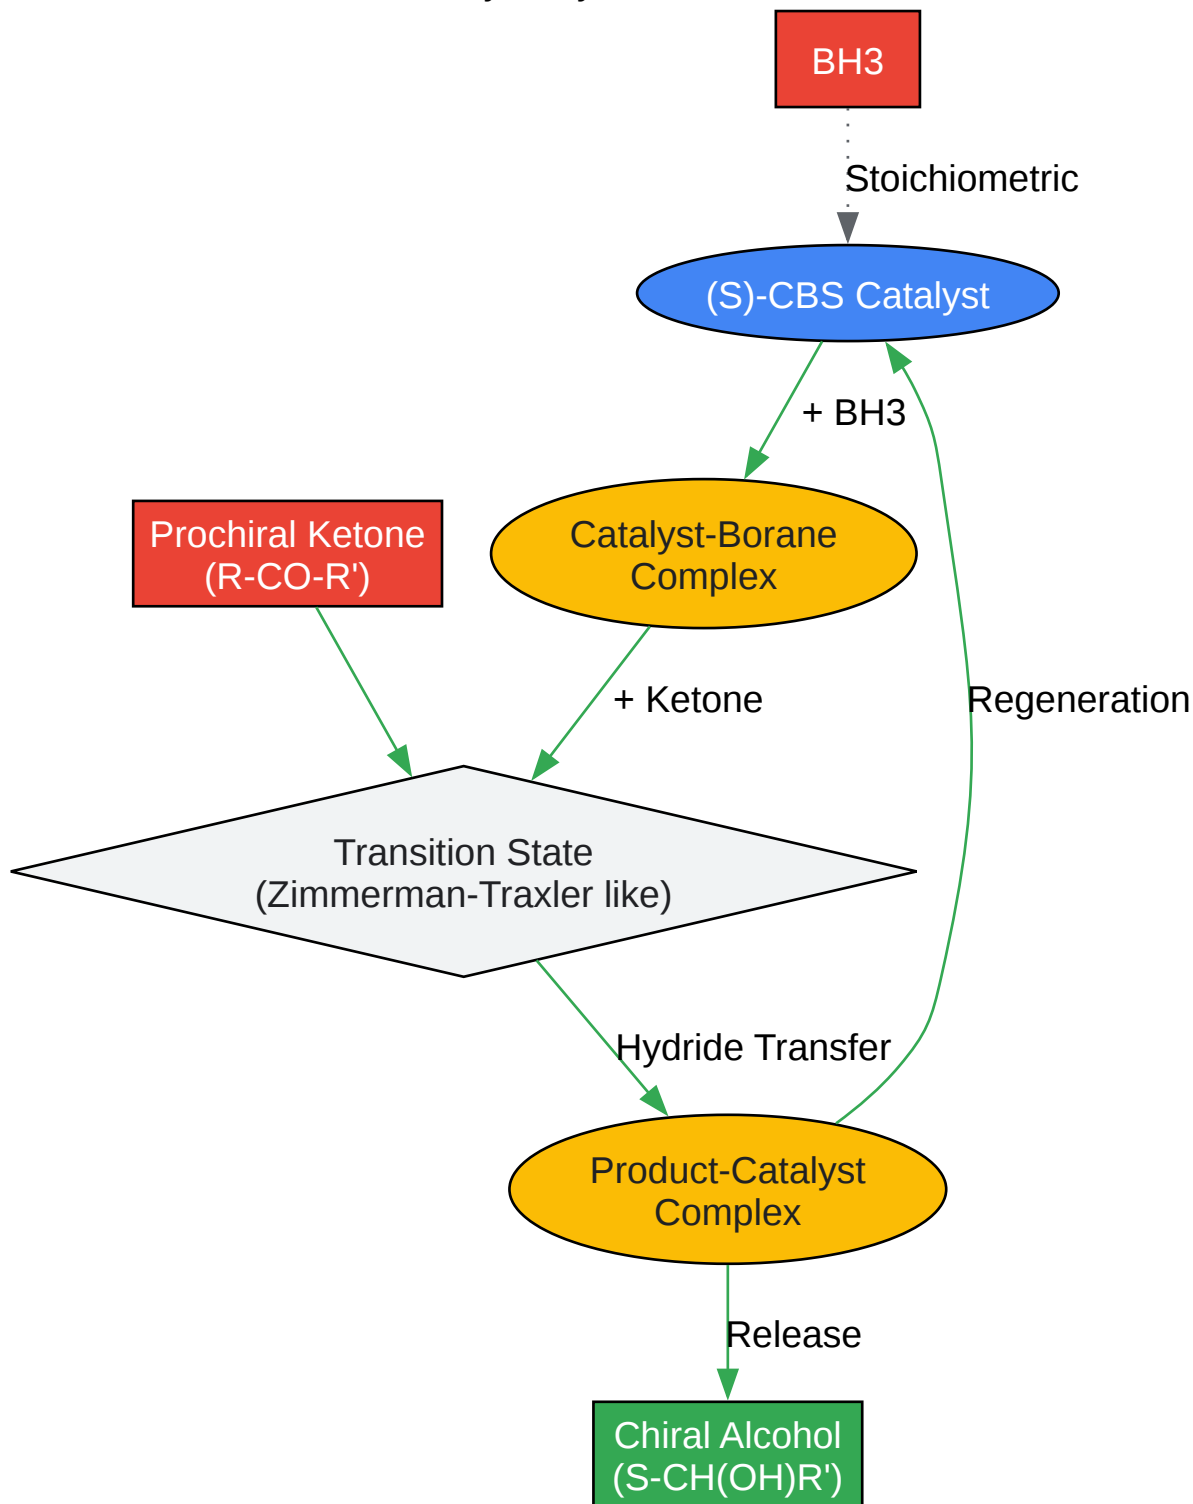 BH3
Stoichiometric
(S)-CBS Catalyst
+ BH3
Prochiral Ketone
(R-CO-R')
Catalyst-Borane
Complex
+ Ketone
Regeneration
Transition State
(Zimmerman-Traxler like)
Hydride Transfer
Product-Catalyst
Complex
Release
Chiral Alcohol
(S-CH(OH)R')